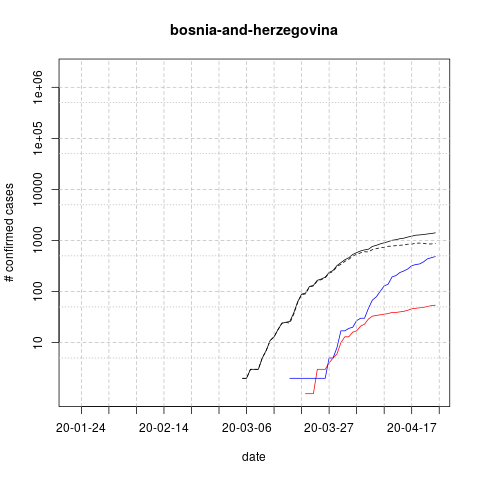 bosnia-and-herzegovina
# confirmed cases
1e+06
1e+05
10000
1000
100
10
20-01-24
20-02-14
20-03-06
20-03-27
20-04-17
date